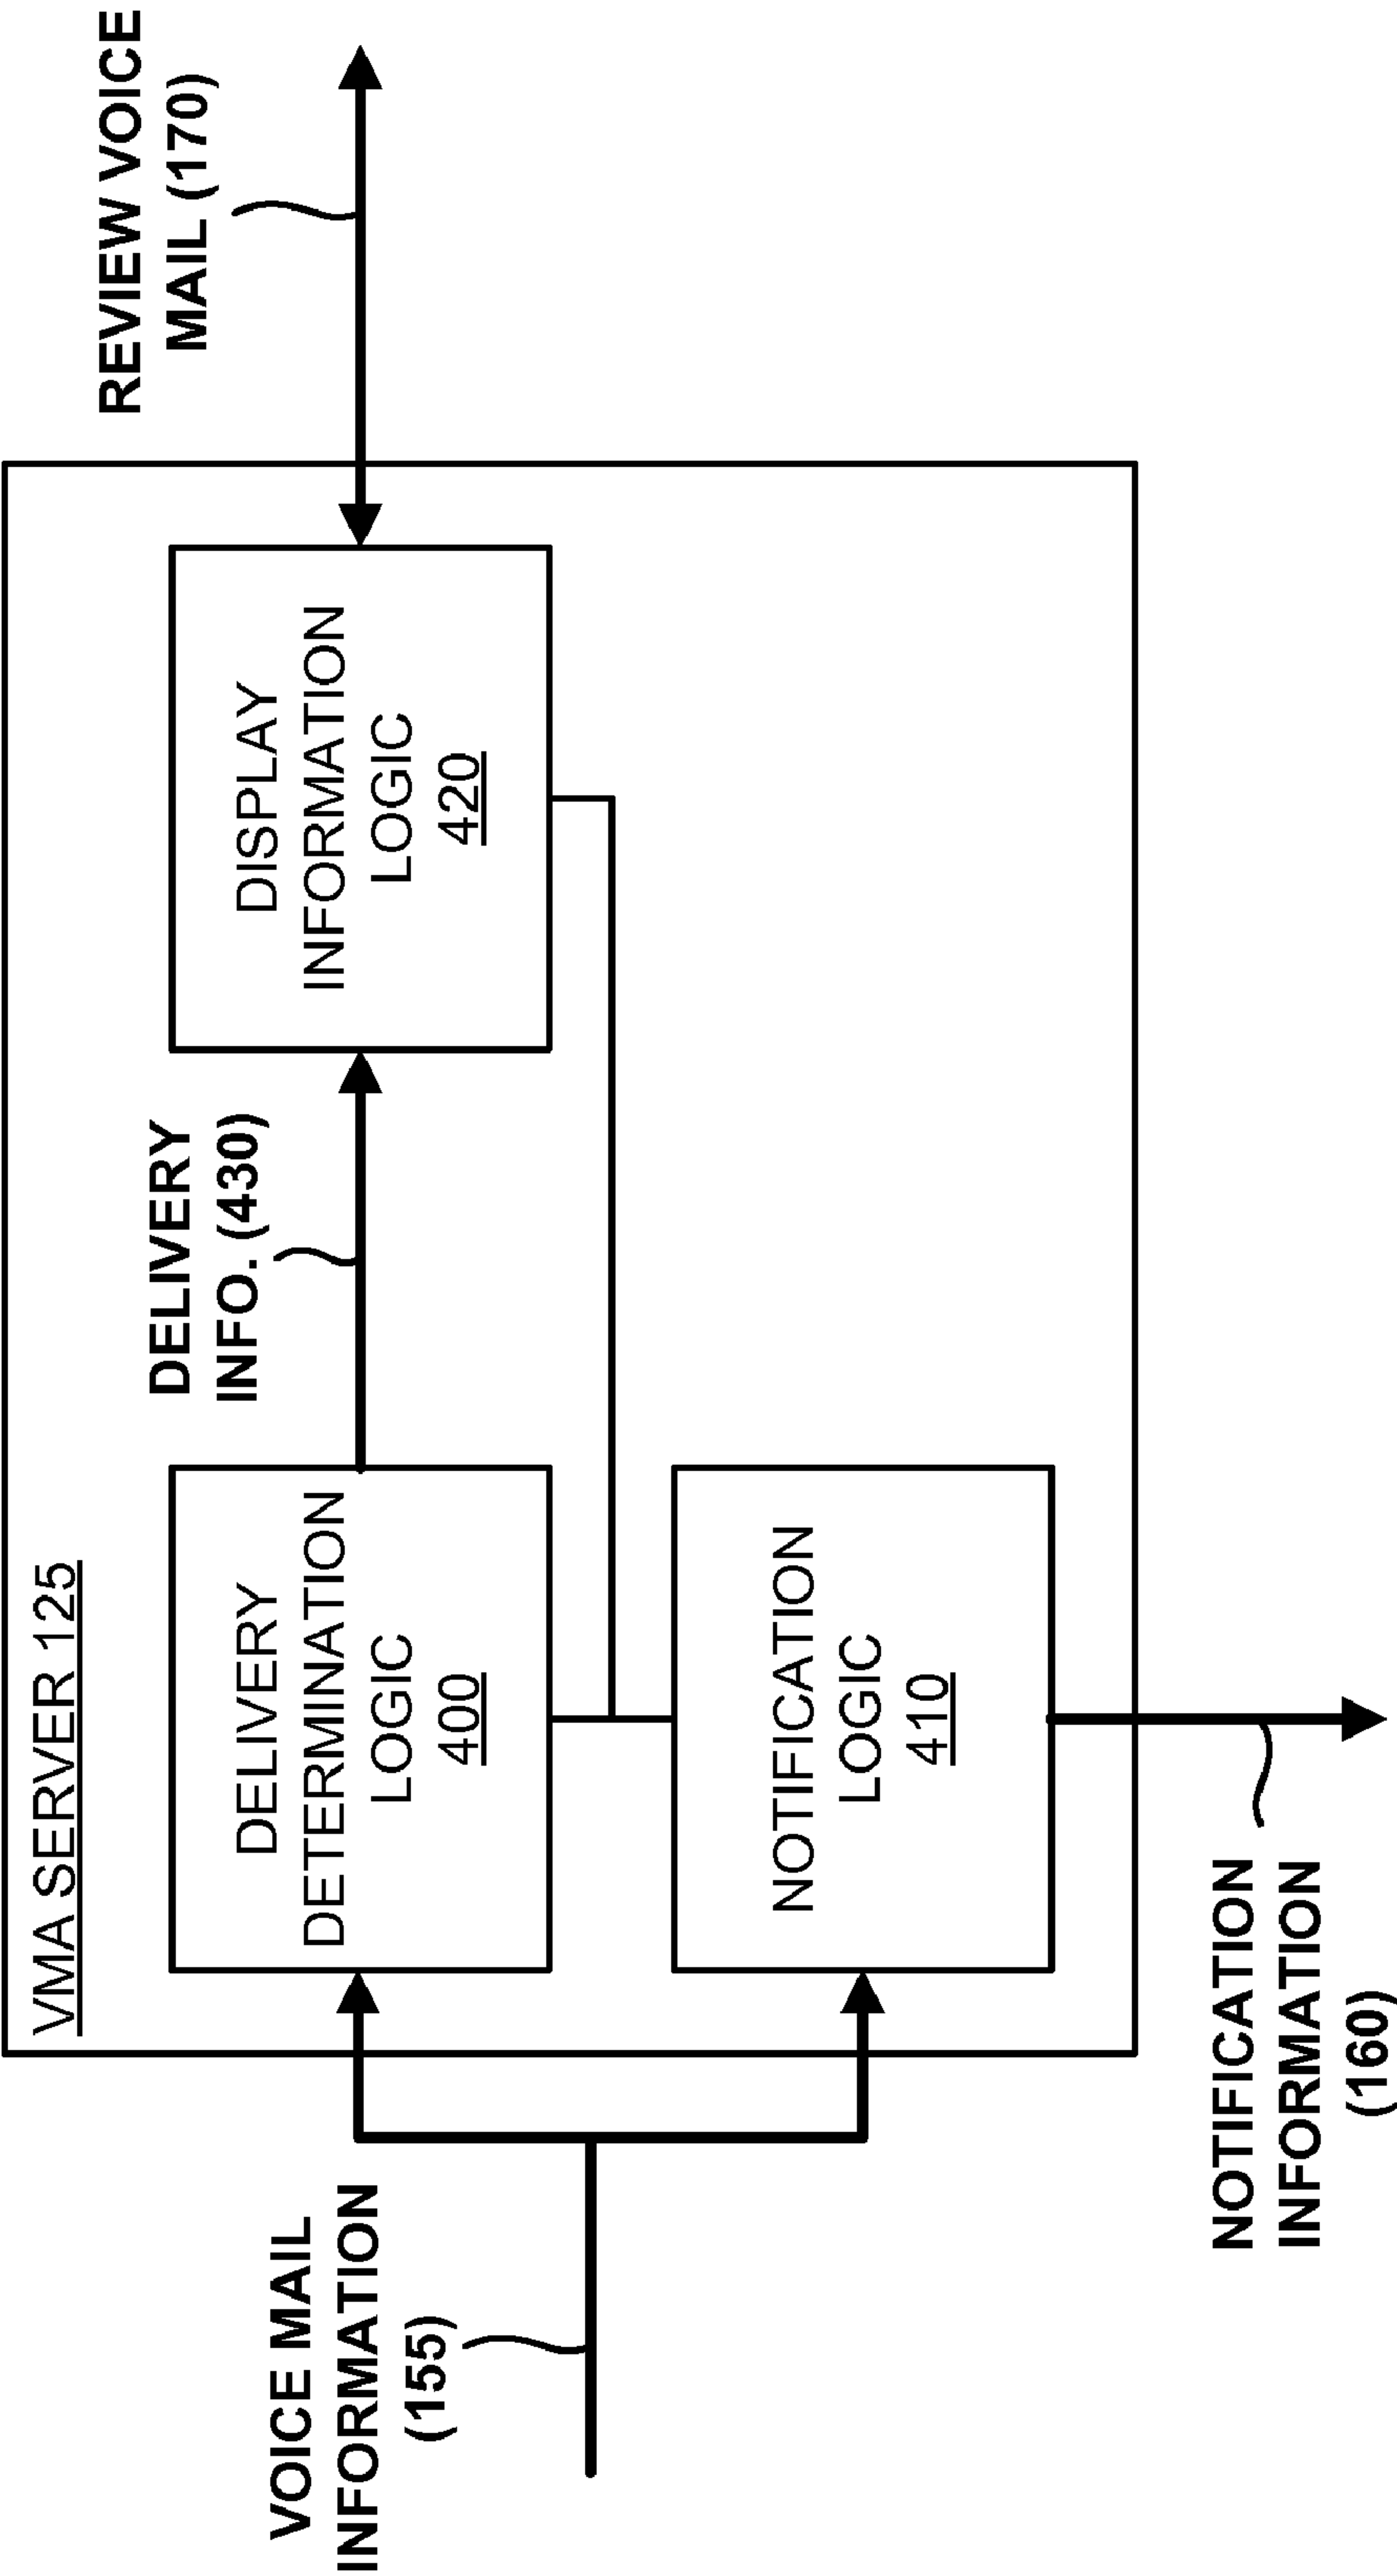 VMA SERVER 125
VOICE MAIL
INFORMATION
(155)
DELIVERY
DETERMINATION
LOGIC
400
DELIVERY
INFO. (430)
DISPLAY
INFORMATION
LOGIC
420
REVIEW VOICE
MAIL (170)
NOTIFICATION
LOGIC
410
NOTIFICATION
INFORMATION
(160)